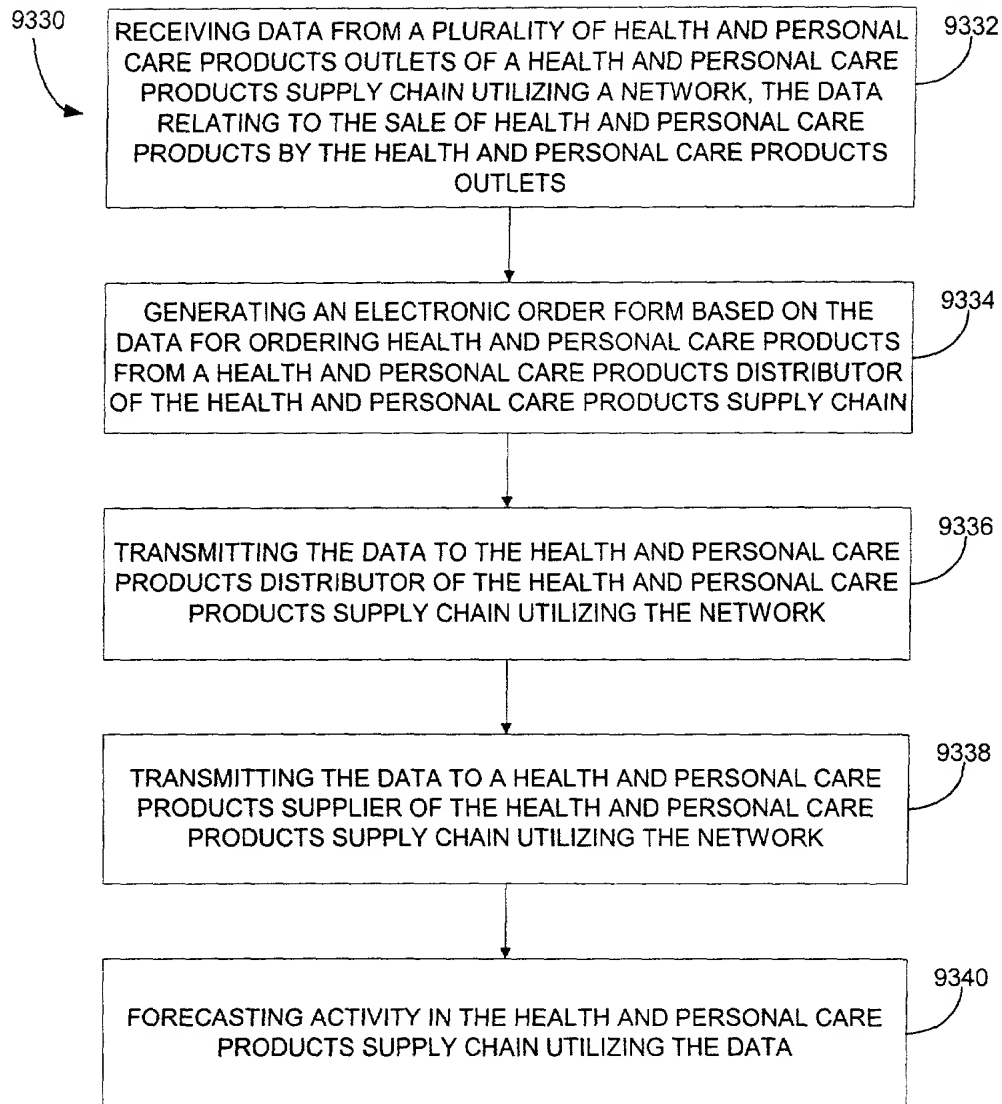 9330
RECEIVING DATA FROM A PLURALITY OF HEALTH AND PERSONAL
CARE PRODUCTS OUTLETS OF A HEALTH AND PERSONAL CARE
PRODUCTS SUPPLY CHAIN UTILIZING A NETWORK, THE DATA
RELATING TO THE SALE OF HEALTH AND PERSONAL CARE
PRODUCTS BY THE HEALTH AND PERSONAL CARE PRODUCTS
OUTLETS
9332
GENERATING AN ELECTRONIC ORDER FORM BASED ON THE
DATA FOR ORDERING HEALTH AND PERSONAL CARE PRODUCTS
FROM A HEALTH AND PERSONAL CARE PRODUCTS DISTRIBUTOR
OF THE HEALTH AND PERSONAL CARE PRODUCTS SUPPLY CHAIN
9334
TRANSMITTING THE DATA TO THE HEALTH AND PERSONAL CARE
PRODUCTS DISTRIBUTOR OF THE HEALTH AND PERSONAL CARE
PRODUCTS SUPPLY CHAIN UTILIZING THE NETWORK
9336
TRANSMITTING THE DATA TO A HEALTH AND PERSONAL CARE
PRODUCTS SUPPLIER OF THE HEALTH AND PERSONAL CARE
PRODUCTS SUPPLY CHAIN UTILIZING THE NETWORK
9338
FORECASTING ACTIVITY IN THE HEALTH AND PERSONAL CARE
PRODUCTS SUPPLY CHAIN UTILIZING THE DATA
9340